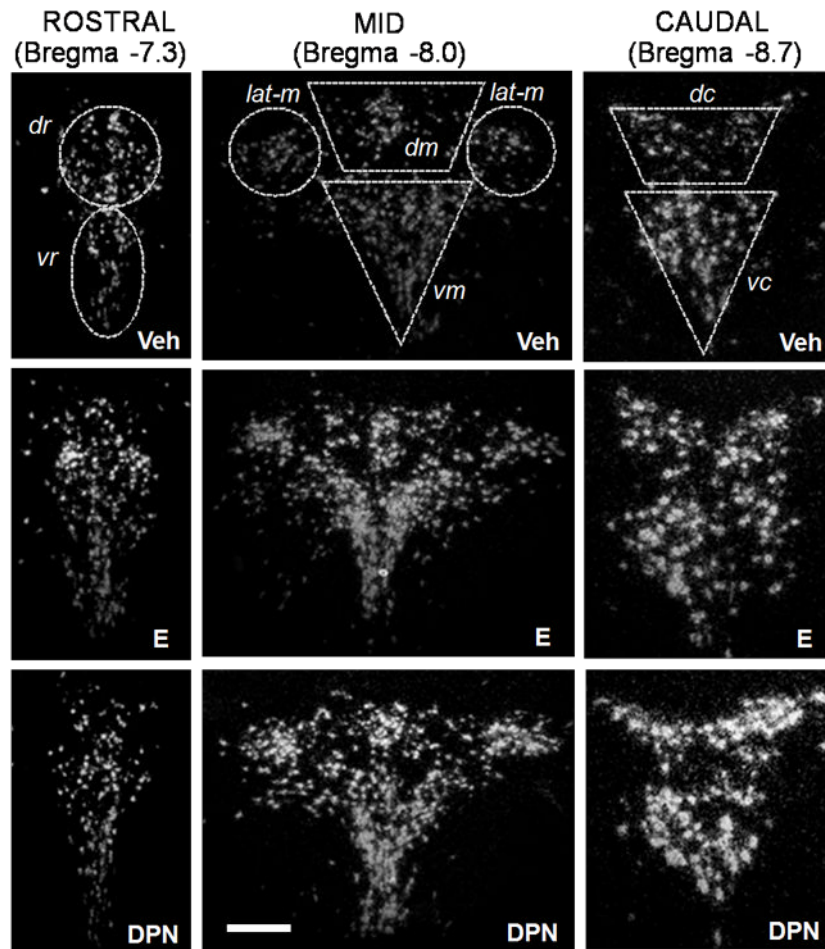 ROSTRAL
(Bregma -7.3)
MID
(Bregma -8.0)
CAUDAL
(Bregma -8.7)
dr
vr
Veh
lat-m
lat-m
dm
vm
Veh
dc
vc
Veh
E
E
E
DPN
DPN
DPN